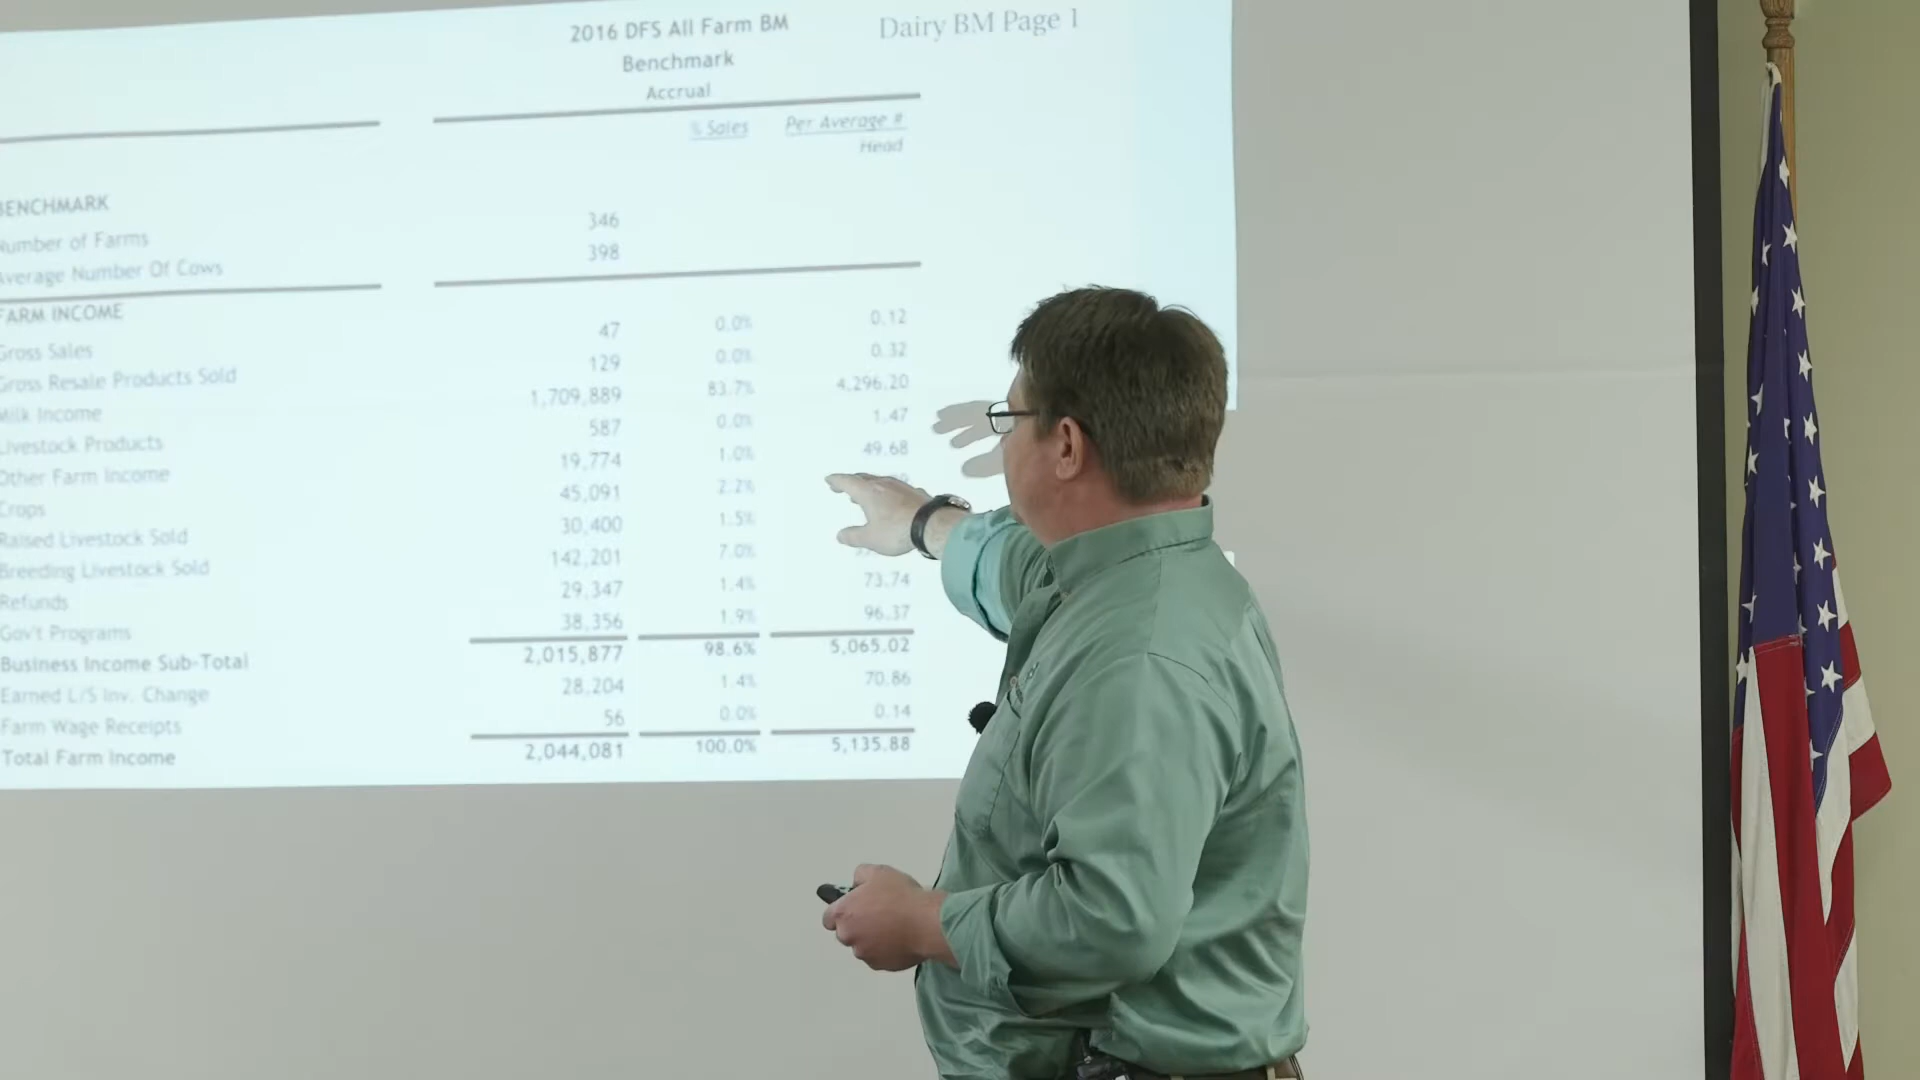 2016 DFS All Farm BM
Dairy BM Page 1
Benchmark
Accrual
% Sales Per Average #
Head
BENCHMARK
Number of Farms 346
Average Number Of Cows 398
FARM INCOME
Gross Sales 47 0.0% 0.12
Gross Resale Products Sold 129 0.0% 0.32
Milk Income 1,709,889 83.7% 4,296.20
Livestock Products 587 0.0% 1.47
Other Farm Income 19,774 1.0% 49.68
Crops 45,091 2.2%
Raised Livestock Sold 30,400 1.5%
Breeding Livestock Sold 142,201 7.0%
Refunds 29,347 1.4% 73.74
Gov't Programs 38,356 1.9% 96.37
Business Income Sub-Total 2,015,877 98.6% 5,065.02
Earned L/S Inv. Change 28,204 1.4% 70.86
Farm Wage Receipts 56 0.0% 0.14
Total Farm Income 2,044,081 100.0% 5,135.88